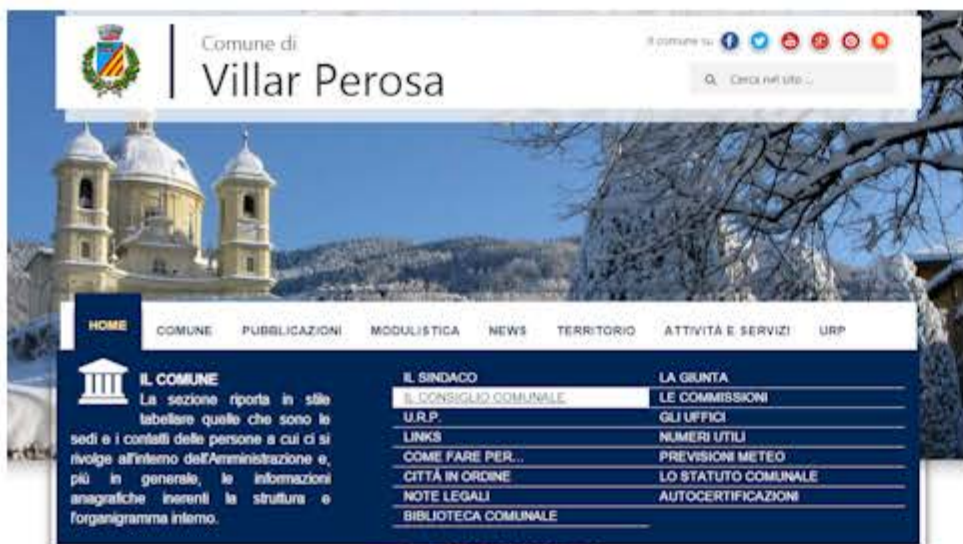 Comune di
Villar Perosa
Il comune su
Cerca nel sito ...
HOME COMUNE PUBBLICAZIONI MODULISTICA NEWS TERRITORIO ATTIVITÀ E SERVIZI URP
IL COMUNE
La sezione riporta in stile
tabellare quelle che sono le
sedi e i contatti delle persone a cui ci si
rivolge all'interno dell'Amministrazione e,
più in generale, le informazioni
anagrafiche inerenti la struttura e
l'organigramma interno.
IL SINDACO
IL CONSIGLIO COMUNALE
U.R.P.
LINKS
COME FARE PER...
CITTÀ IN ORDINE
NOTE LEGALI
BIBLIOTECA COMUNALE
LA GIUNTA
LE COMMISSIONI
GLI UFFICI
NUMERI UTILI
PREVISIONI METEO
LO STATUTO COMUNALE
AUTOCERTIFICAZIONI